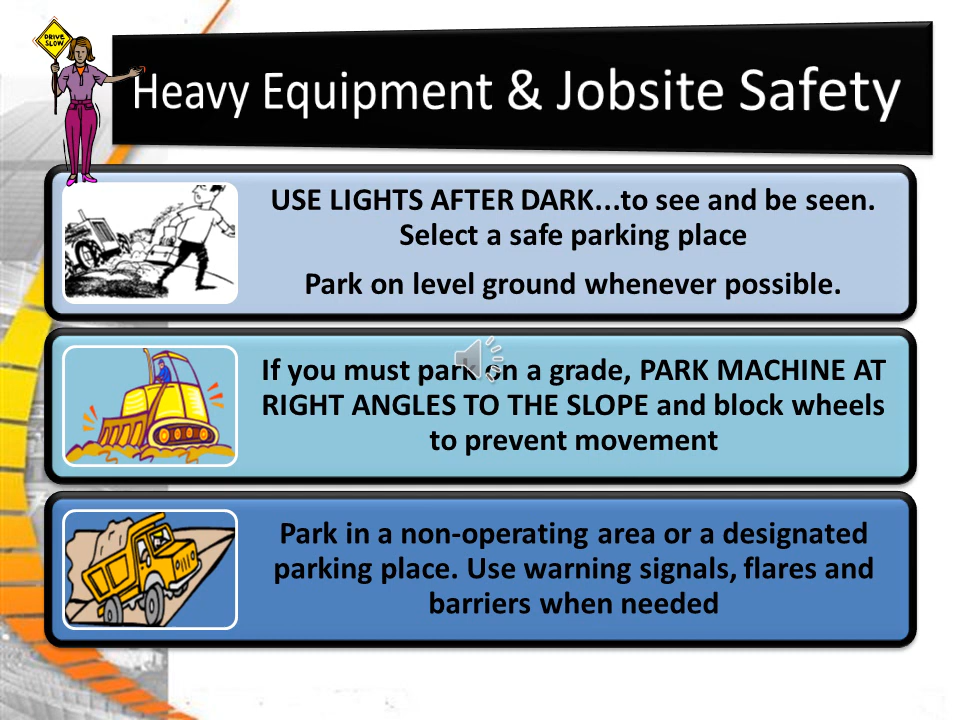 DRIVE
SLOW
Heavy Equipment & Jobsite Safety
USE LIGHTS AFTER DARK...to see and be seen.
Select a safe parking place
Park on level ground whenever possible.
If you must park on a grade, PARK MACHINE AT
RIGHT ANGLES TO THE SLOPE and block wheels
to prevent movement
Park in a non-operating area or a designated
parking place. Use warning signals, flares and
barriers when needed